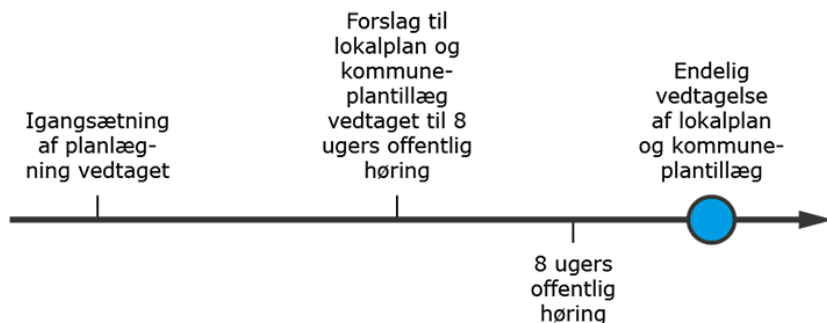 Igangsætning
af planlæg-
ning vedtaget
Forslag til
lokalplan og
kommune-
plantillæg
vedtaget til 8
ugers offentlig
høring
8 ugers
offentlig
høring
Endelig
vedtagelse
af lokalplan
og kommune-
plantillæg